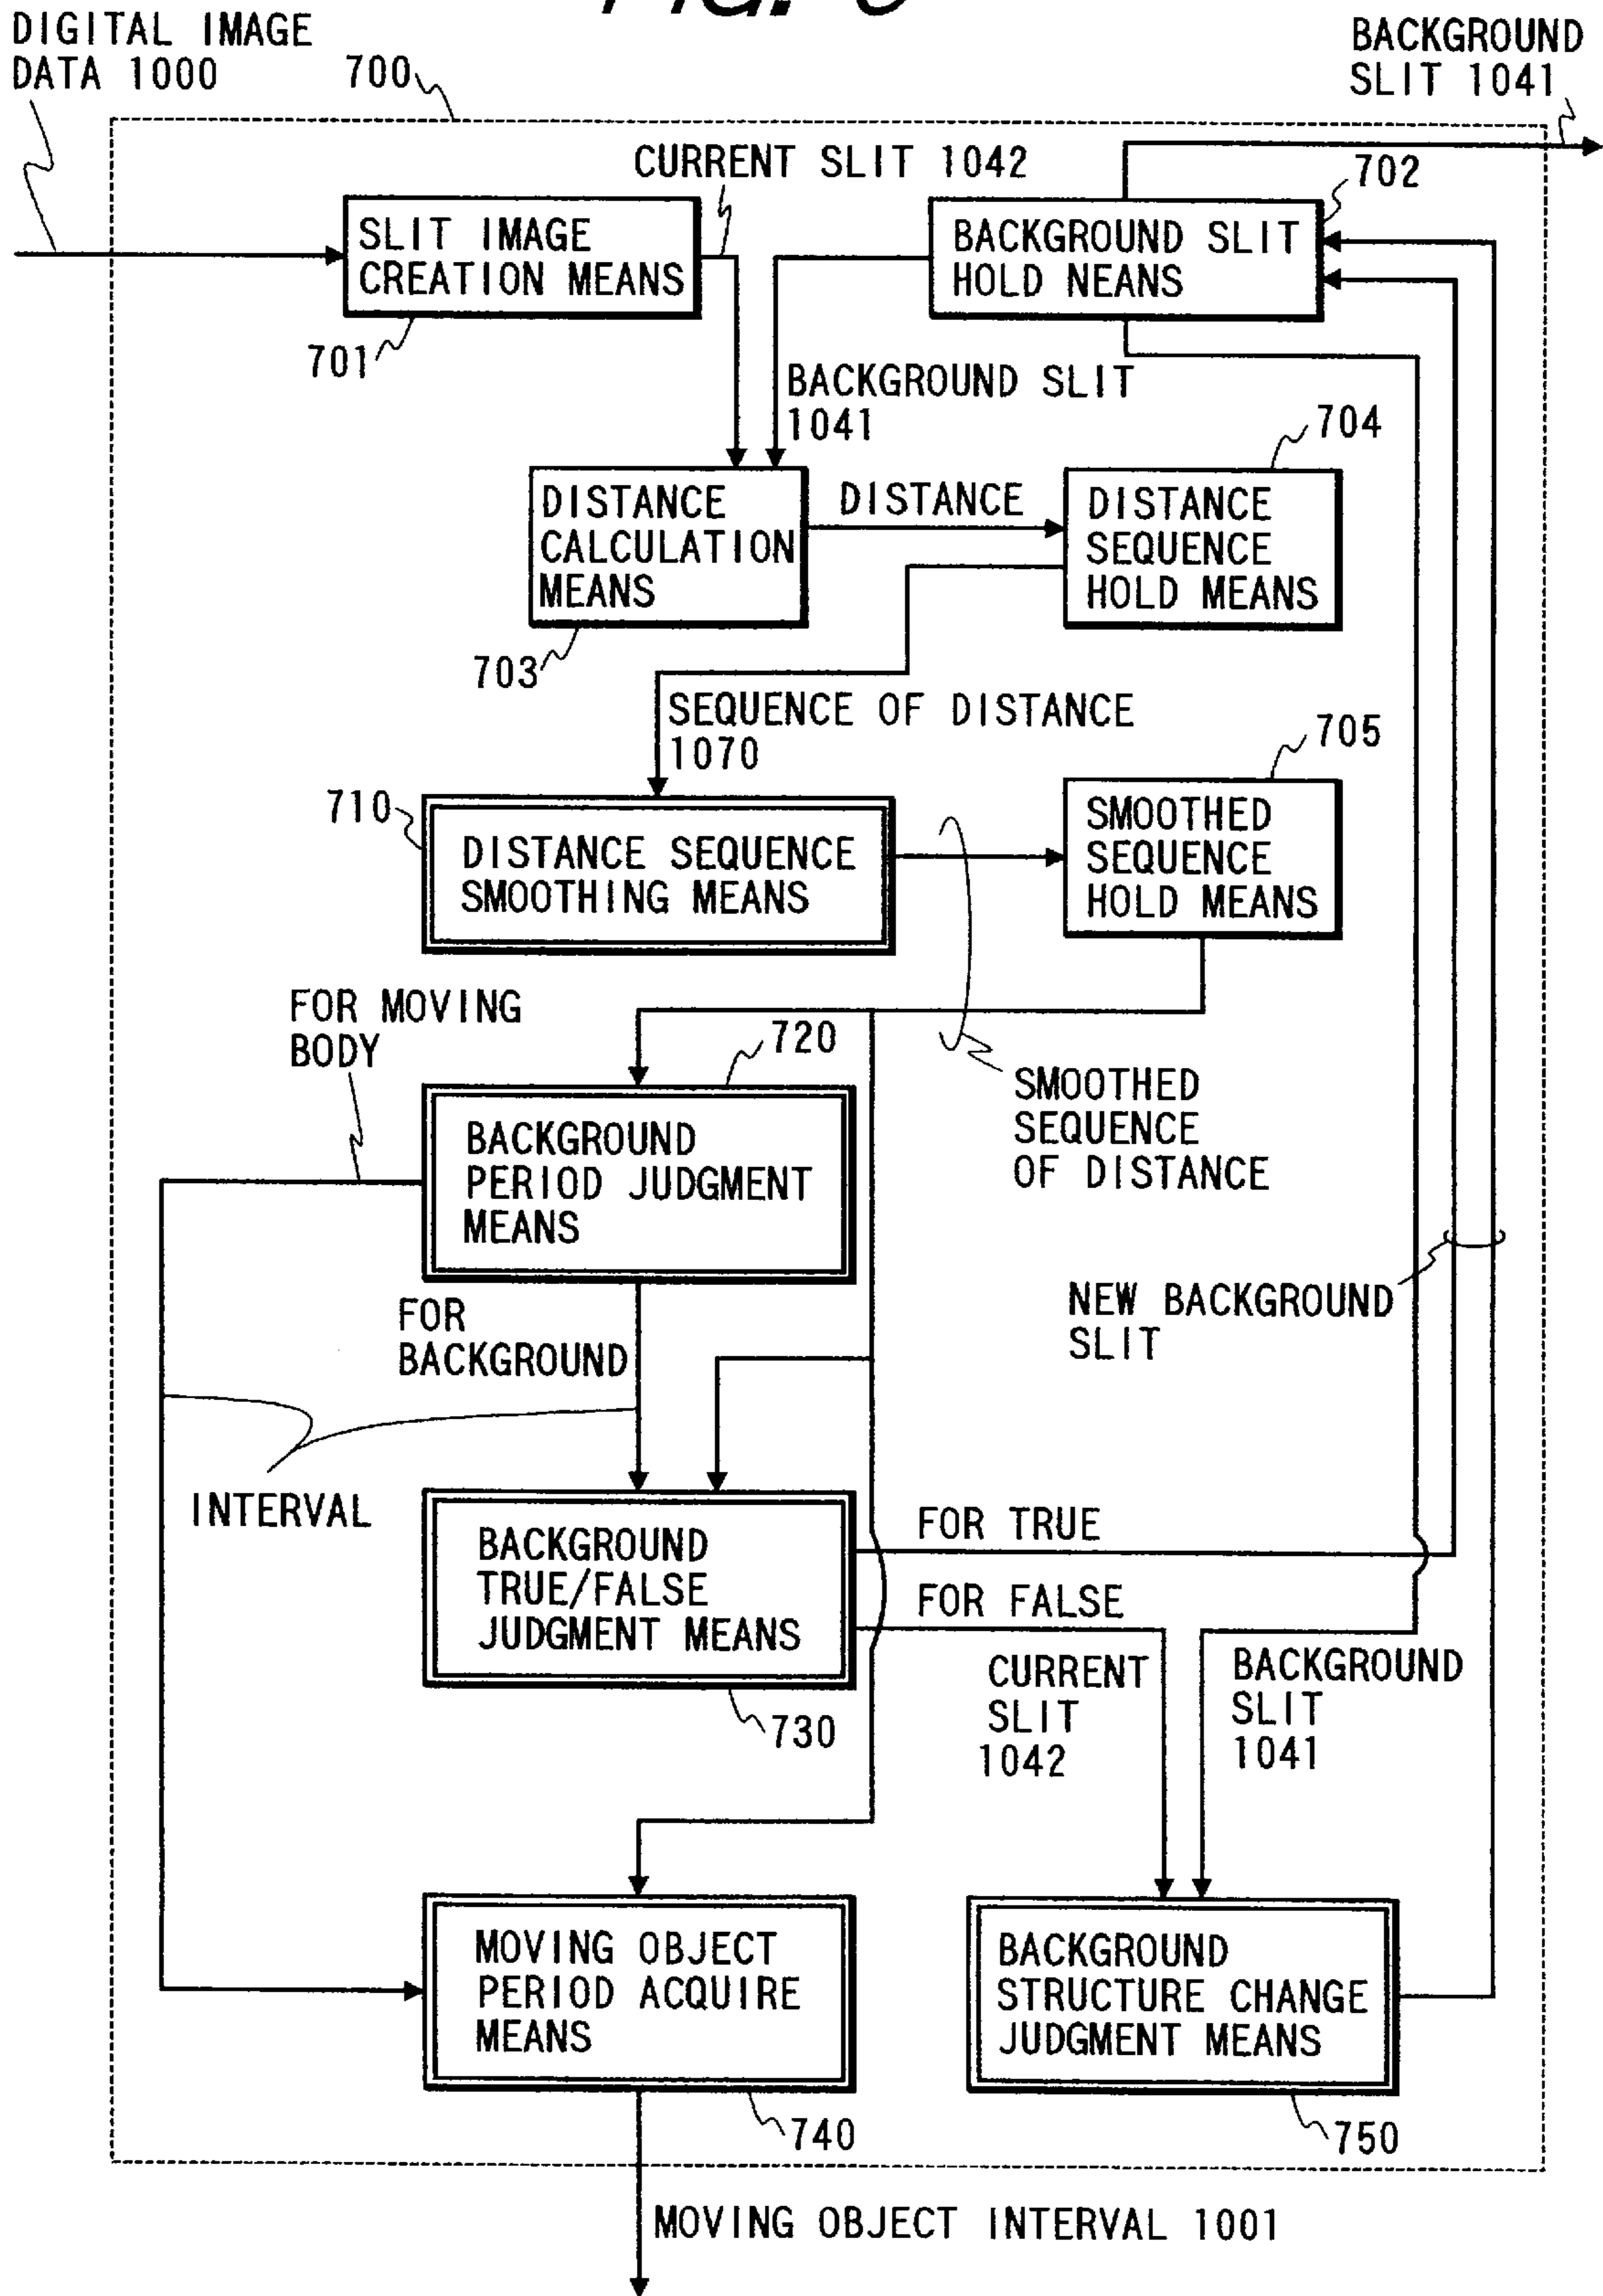 DIGITAL IMAGE
DATA 1000
700
BACKGROUND
SLIT 1041
CURRENT SLIT 1042
702
SLIT IMAGE
CREATION MEANS
BACKGROUND SLIT
HOLD NEANS
701
BACKGROUND SLIT
1041
704
DISTANCE
CALCULATION
MEANS
DISTANCE
DISTANCE
SEQUENCE
HOLD MEANS
703
SEQUENCE OF DISTANCE
1070
705
710
DISTANCE SEQUENCE
SMOOTHING MEANS
SMOOTHED
SEQUENCE
HOLD MEANS
FOR MOVING
BODY
720
SMOOTHED
SEQUENCE
OF DISTANCE
BACKGROUND
PERIOD JUDGMENT
MEANS
NEW BACKGROUND
SLIT
FOR
BACKGROUND
INTERVAL
BACKGROUND
TRUE/FALSE
JUDGMENT MEANS
FOR TRUE
FOR FALSE
730
CURRENT
SLIT
1042
BACKGROUND
SLIT
1041
MOVING OBJECT
PERIOD ACQUIRE
MEANS
BACKGROUND
STRUCTURE CHANGE
JUDGMENT MEANS
740
750
MOVING OBJECT INTERVAL 1001